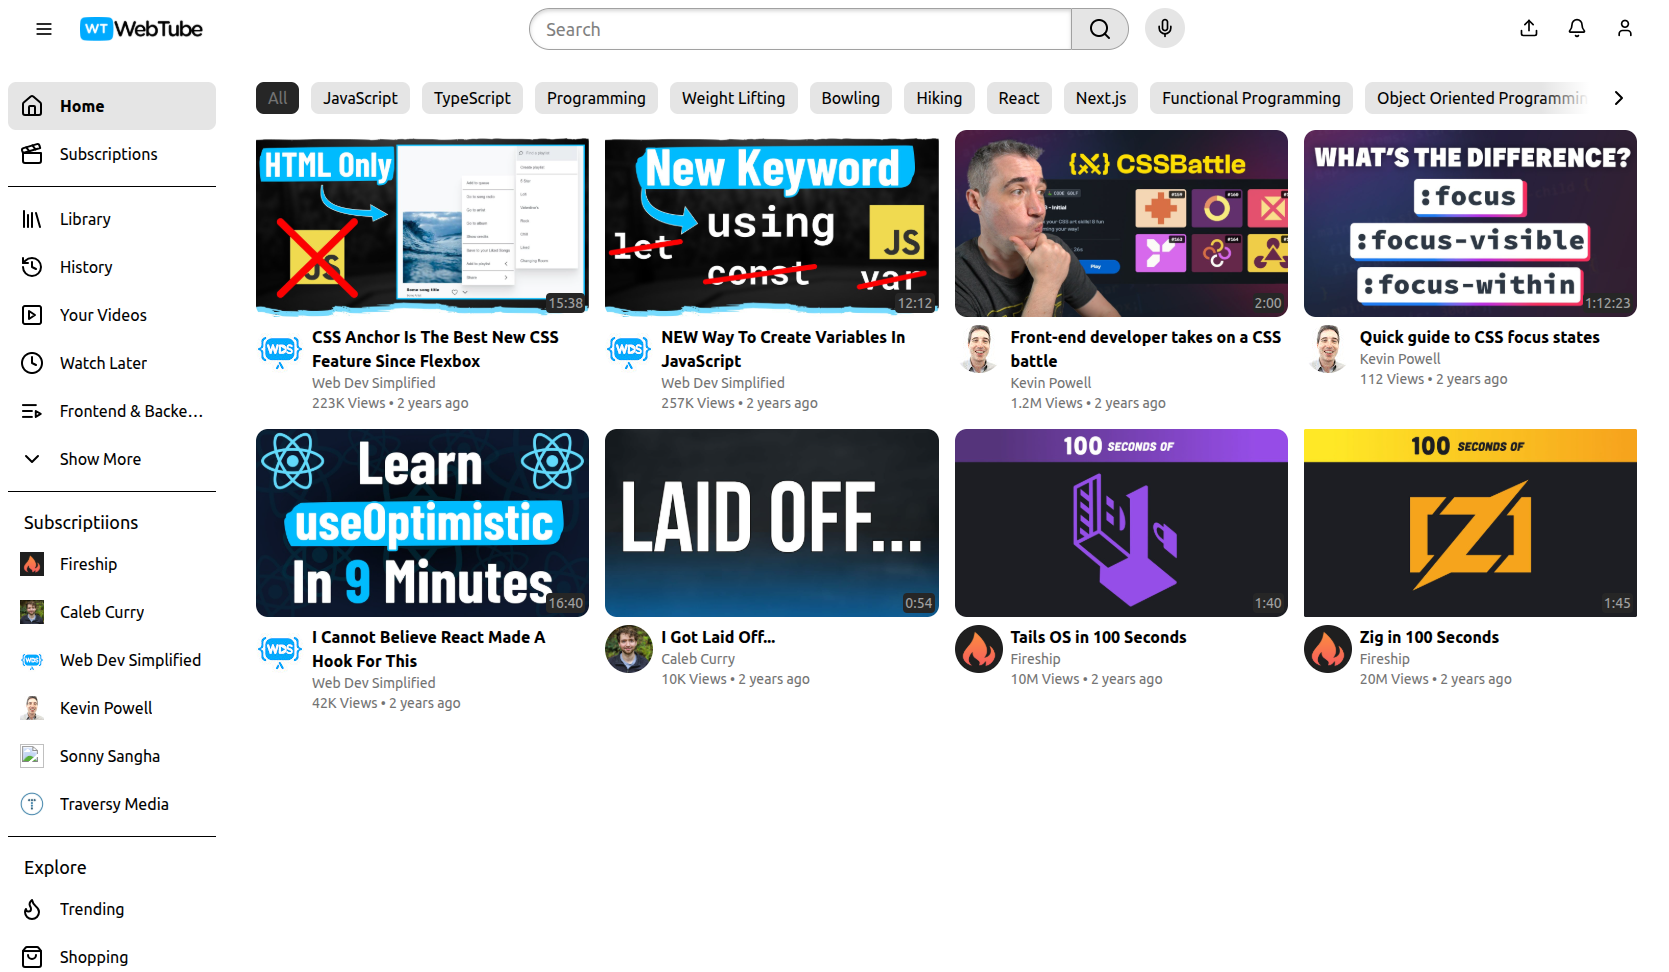 WT WebTube
Search
Home
Subscriptions
Library
History
Your Videos
Watch Later
Frontend & Backe...
Show More
Subscriptiions
Fireship
Caleb Curry
Web Dev Simplified
Kevin Powell
Sonny Sangha
Traversy Media
Explore
Trending
Shopping
All JavaScript TypeScript Programming Weight Lifting Bowling Hiking React Next.js Functional Programming Object Oriented Programmin
HTML Only
JS
15:38
CSS Anchor Is The Best New CSS
Feature Since Flexbox
Web Dev Simplified
223K Views • 2 years ago
New Keyword
using
let
const
var
JS
12:12
WDS
NEW Way To Create Variables In
JavaScript
Web Dev Simplified
257K Views • 2 years ago
{X} CSSBattle
Play
2:00
Front-end developer takes on a CSS
battle
Kevin Powell
1.2M Views • 2 years ago
WHAT'S THE DIFFERENCE?
:focus
:focus-visible
:focus-within
1:12:23
Quick guide to CSS focus states
Kevin Powell
112 Views • 2 years ago
Learn
useOptimistic
In 9 Minutes
16:40
WDS
I Cannot Believe React Made A
Hook For This
Web Dev Simplified
42K Views • 2 years ago
LAID OFF...
0:54
I Got Laid Off...
Caleb Curry
10K Views • 2 years ago
100 SECONDS OF
1:40
Tails OS in 100 Seconds
Fireship
10M Views • 2 years ago
100 SECONDS OF
1:45
Zig in 100 Seconds
Fireship
20M Views • 2 years ago